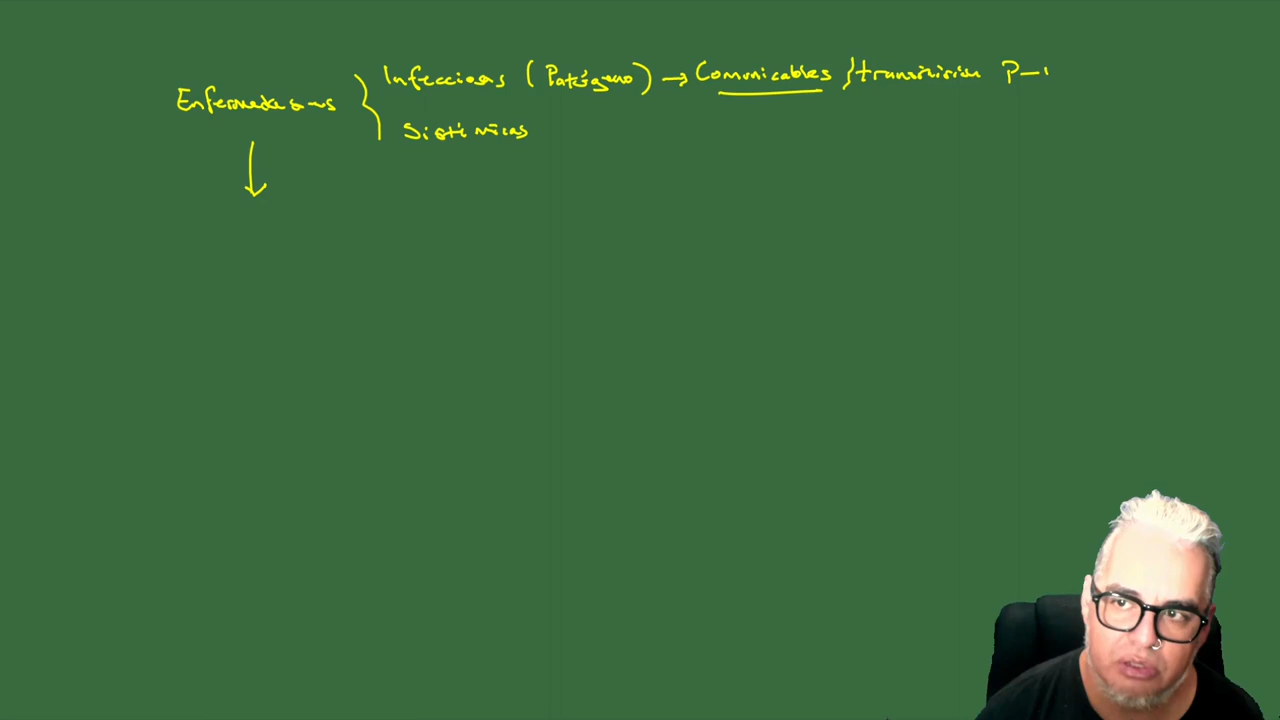 Infecciosas (Patógeno) → Comunicables } transmisión P—
Enfermedades
Sistémicas